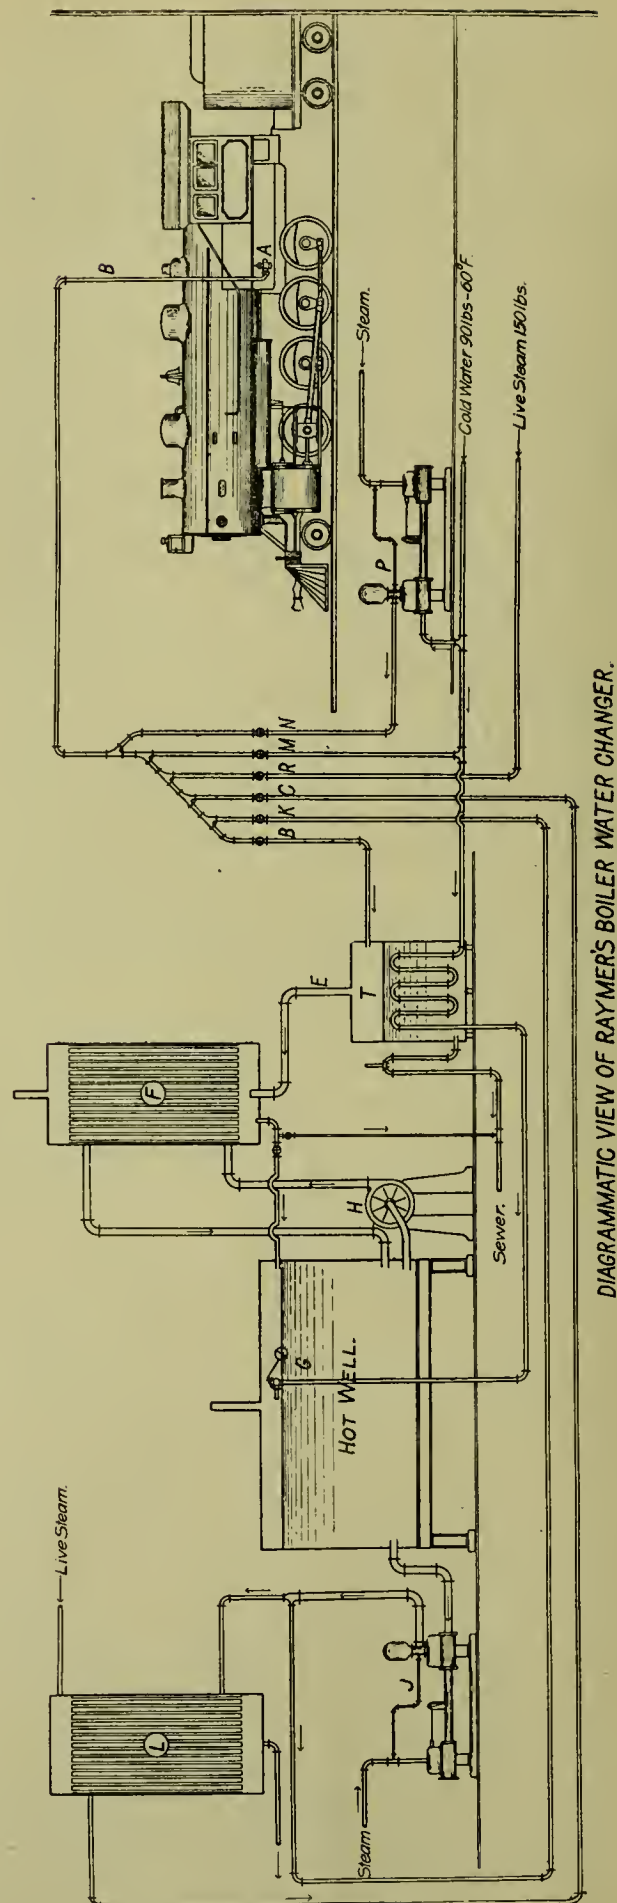 Live Steam.
L
Steam
J
HOT WELL.
G
H
F
E
T
Sewer.
B
K
C
R
M
N
B
A
P
Steam.
Cold Water 90 lbs-60°F.
Live Steam 150 lbs.
DIAGRAMMATIC VIEW OF RAYMER'S BOILER WATER CHANGER.